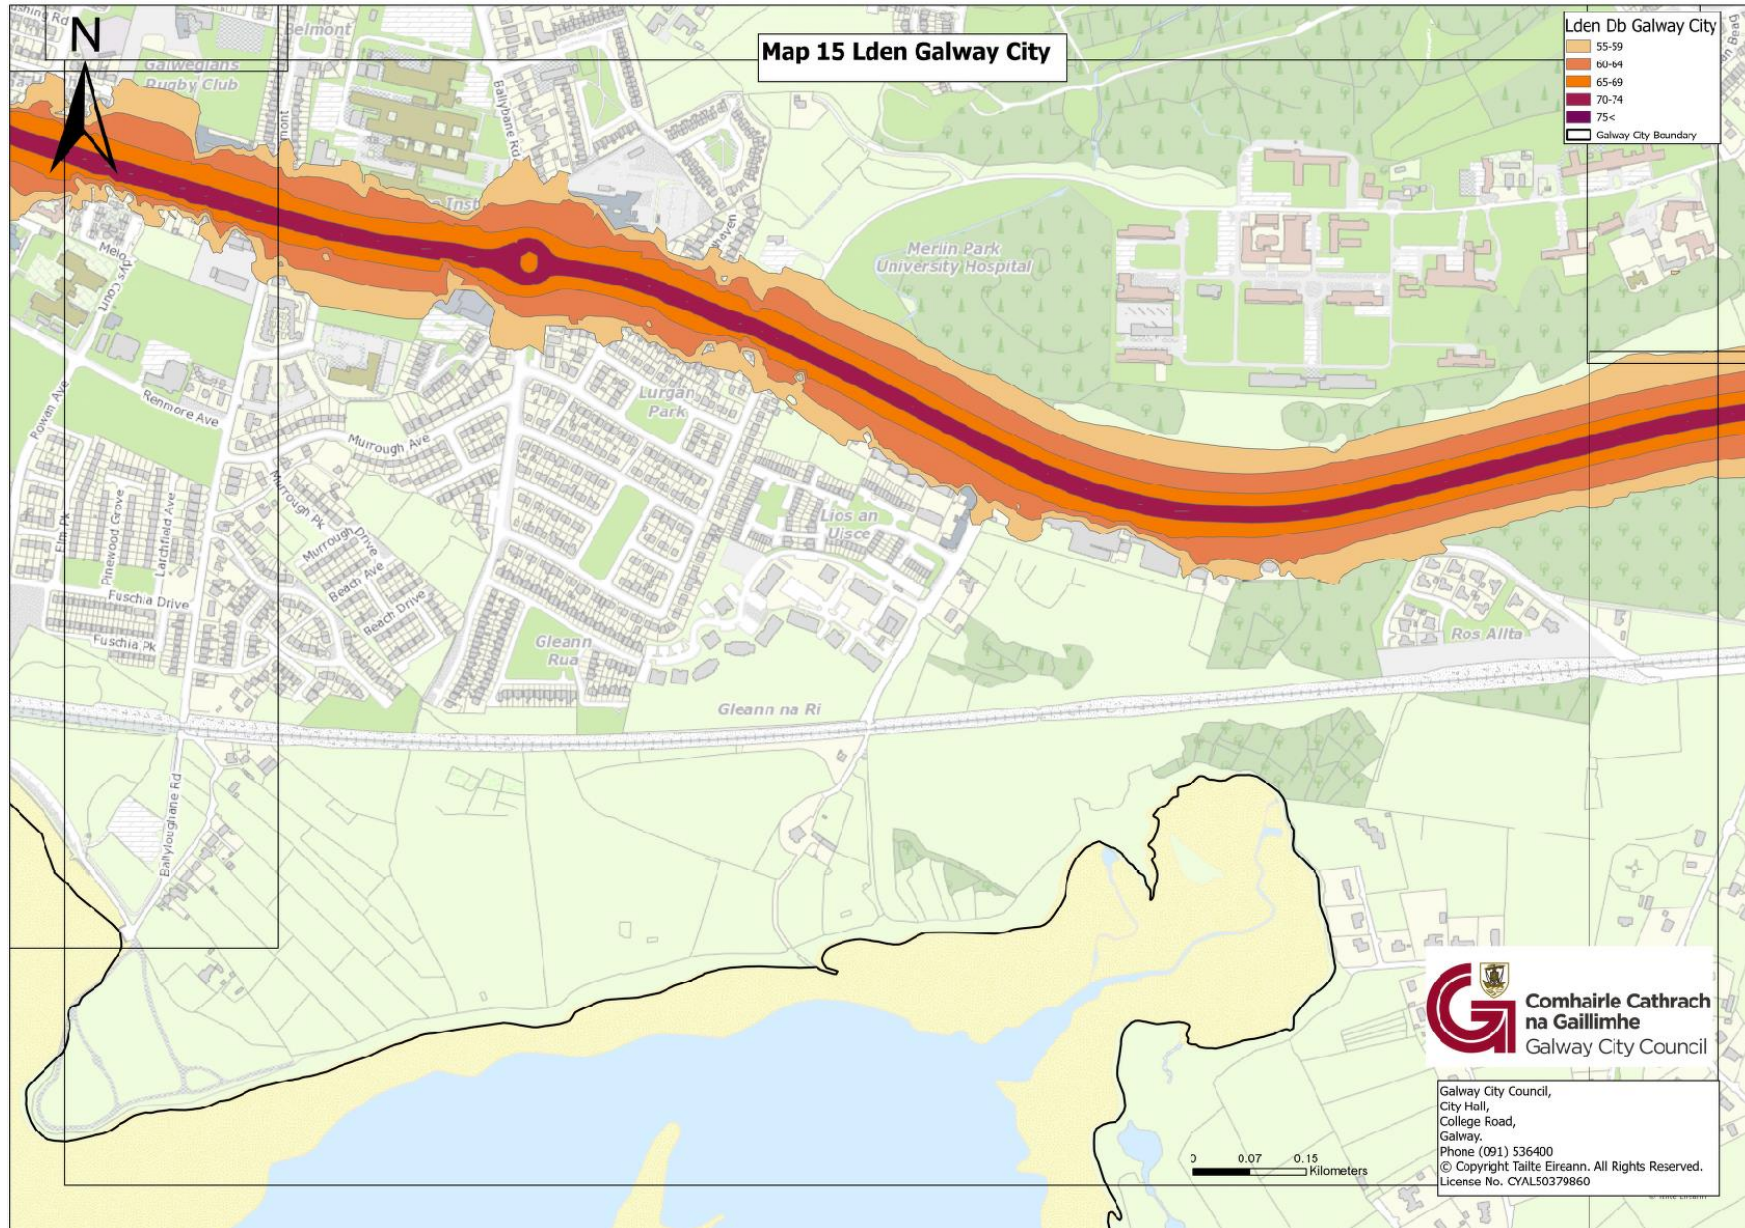 Map 15 Lden Galway City
N
Lden Db Galway City
55-59
60-64
65-69
70-74
75<
Galway City Boundary
Belmont
Galwegians
Rugby Club
Ballybane Rd
Inst
Merlin Park
University Hospital
Melodys Court
Renmore Ave
Murrough Ave
Lurgan
Park
Murrough Pk
Pinewood Grove
Larchfield Ave
Elm Pk
Murrough Drive
Beach Ave
Beach Drive
Fuschia Drive
Fuschia Pk
Lios an
Uisce
Gleann
Rua
Ros Allta
Gleann na Ri
Ballyloughane Rd
Comhairle Cathrach
na Gaillimhe
Galway City Council
Galway City Council,
City Hall,
College Road,
Galway.
Phone (091) 536400
© Copyright Tailte Eireann. All Rights Reserved.
License No. CYAL50379860
0.07 0.15
Kilometers